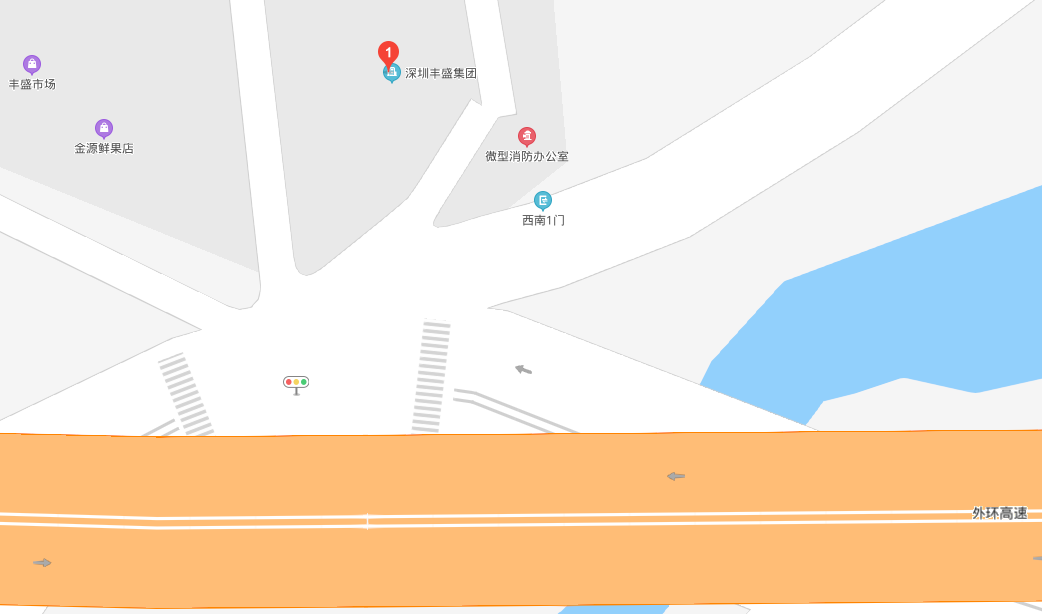 1
深圳丰盛集团
丰盛市场
金源鲜果店
微型消防办公室
西南1门
外环高速